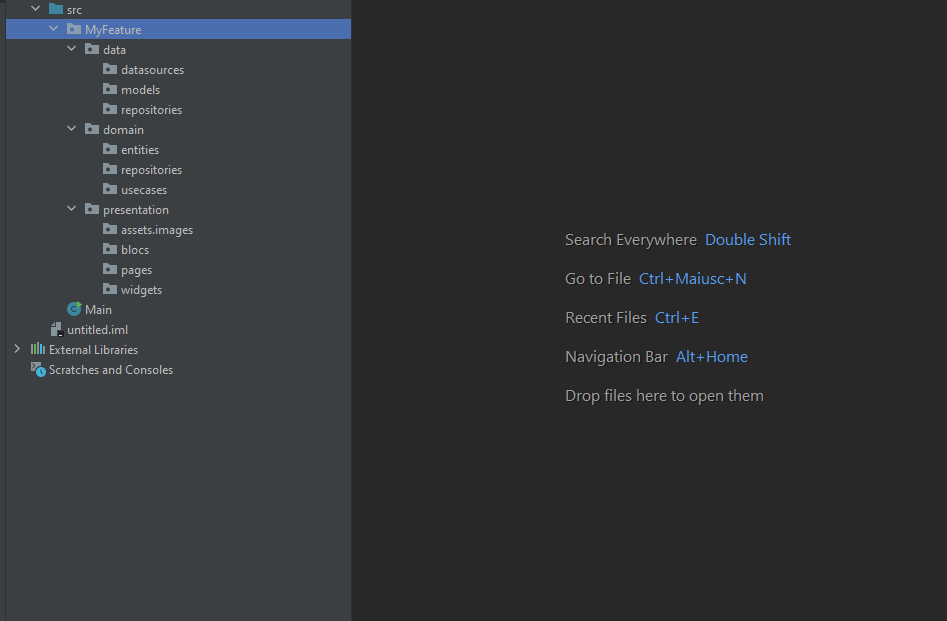 src
MyFeature
data
datasources
models
repositories
domain
entities
repositories
usecases
presentation
assets.images
blocs
pages
widgets
Main
untitled.iml
External Libraries
Scratches and Consoles
Search Everywhere Double Shift
Go to File Ctrl+Maiusc+N
Recent Files Ctrl+E
Navigation Bar Alt+Home
Drop files here to open them